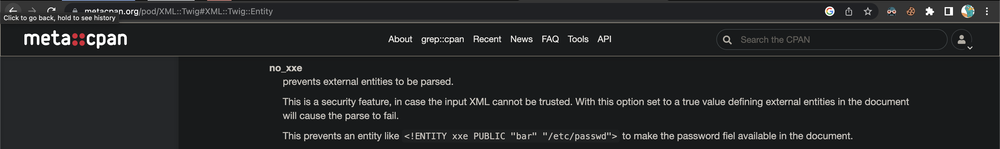 metacpan.org/pod/XML::Twig#XML::Twig::Entity
Click to go back, hold to see history
meta::cpan
About grep::cpan Recent News FAQ Tools API
Search the CPAN
no_xxe
prevents external entities to be parsed.
This is a security feature, in case the input XML cannot be trusted. With this option set to a true value defining external entities in the document
will cause the parse to fail.
This prevents an entity like <!ENTITY xxe PUBLIC "bar" "/etc/passwd"> to make the password fiel available in the document.